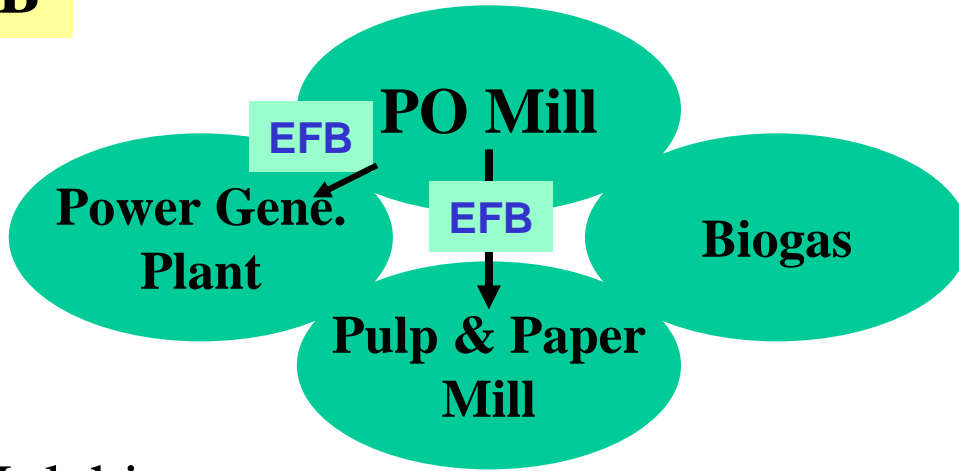 B
PO Mill
EFB
Power Gene.
Plant
EFB
Biogas
Pulp & Paper
Mill